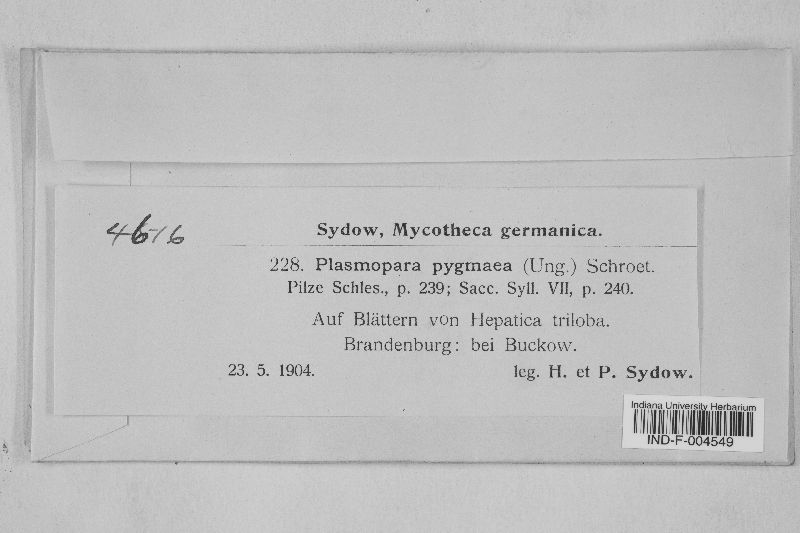 4616
Sydow, Mycotheca germanica.
228. Plasmopara pygmaea (Ung.) Schroet.
Pilze Schles., p. 239; Sacc. Syll. VII, p. 240.
Auf Blättern von Hepatica triloba.
Brandenburg: bei Buckow.
23. 5. 1904. leg. H. et P. Sydow.
Indiana University Herbarium
IND-F-004549